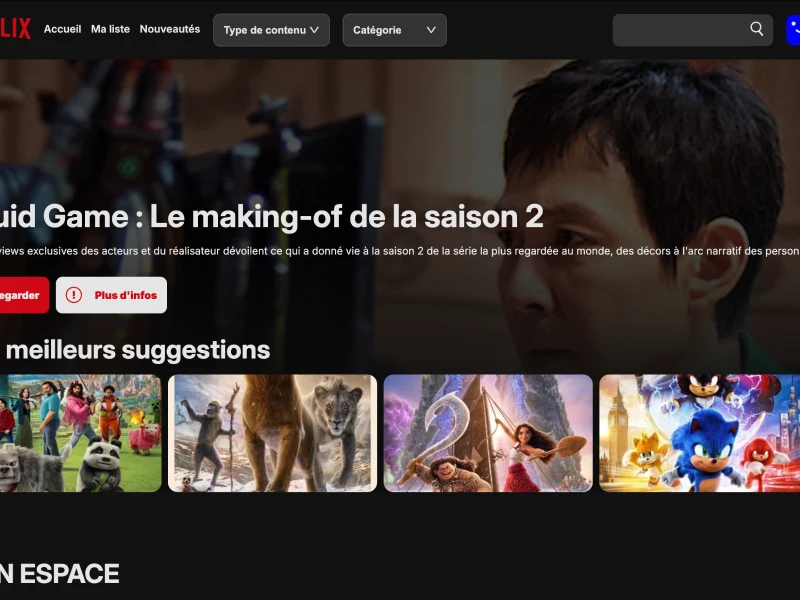 LIX
Accueil Ma liste Nouveautés Type de contenu Catégorie
uid Game : Le making-of de la saison 2
views exclusives des acteurs et du réalisateur dévoilent ce qui a donné vie à la saison 2 de la série la plus regardée au monde, des décors à l'arc narratif des person
egarder Plus d'infos
meilleurs suggestions
N ESPACE